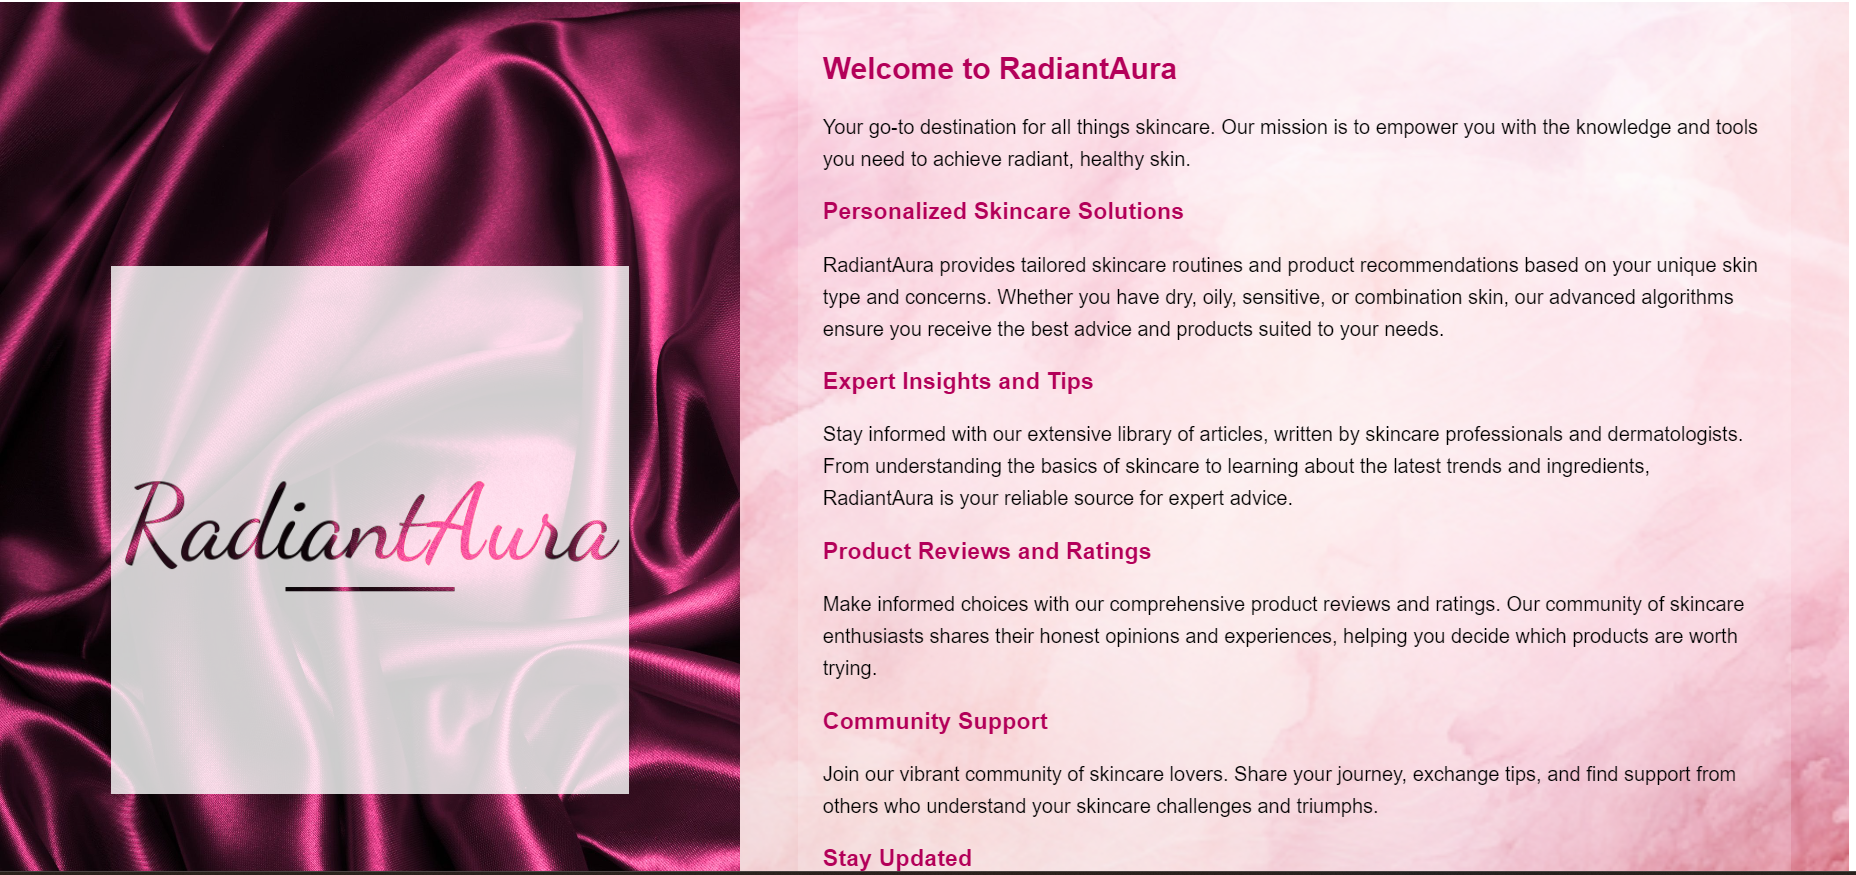 RadiantAura
Welcome to RadiantAura
Your go-to destination for all things skincare. Our mission is to empower you with the knowledge and tools
you need to achieve radiant, healthy skin.
Personalized Skincare Solutions
RadiantAura provides tailored skincare routines and product recommendations based on your unique skin
type and concerns. Whether you have dry, oily, sensitive, or combination skin, our advanced algorithms
ensure you receive the best advice and products suited to your needs.
Expert Insights and Tips
Stay informed with our extensive library of articles, written by skincare professionals and dermatologists.
From understanding the basics of skincare to learning about the latest trends and ingredients,
RadiantAura is your reliable source for expert advice.
Product Reviews and Ratings
Make informed choices with our comprehensive product reviews and ratings. Our community of skincare
enthusiasts shares their honest opinions and experiences, helping you decide which products are worth
trying.
Community Support
Join our vibrant community of skincare lovers. Share your journey, exchange tips, and find support from
others who understand your skincare challenges and triumphs.
Stay Updated